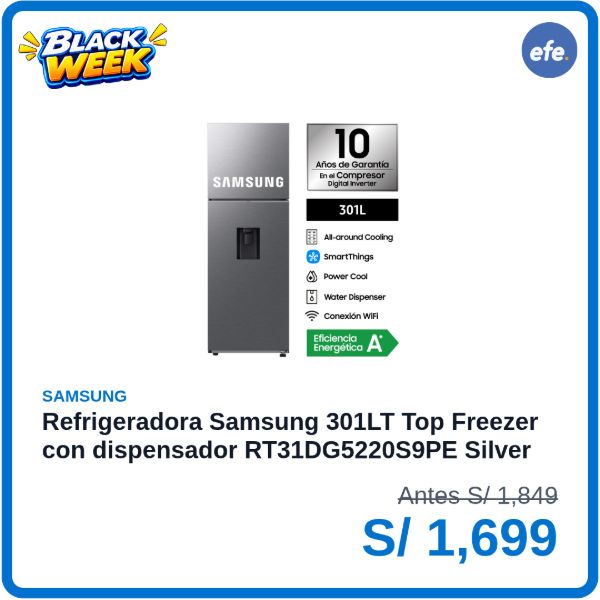 BLACK
WEEK
efe.
10
Años de Garantía
En el Compresor
Digital Inverter
SAMSUNG
301L
All-around Cooling
SmartThings
Power Cool
Water Dispenser
Conexión WiFi
Eficiencia
Energética A
SAMSUNG
Refrigeradora Samsung 301LT Top Freezer
con dispensador RT31DG5220S9PE Silver
Antes S/ 1,849
S/ 1,699